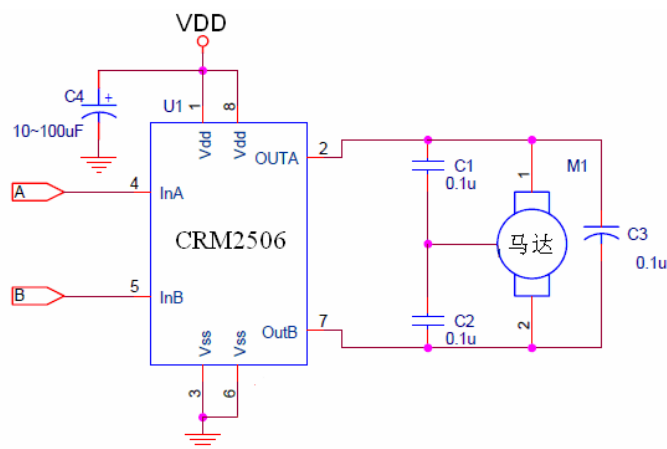 VDD
C4
+
10~100uF
U1
1
8
Vdd
Vdd
OUTA
2
A
4
InA
C1
0.1u
M1
1
CRM2506
马达
C3
0.1u
B
5
InB
C2
0.1u
2
OutB
7
Vss
Vss
3
6